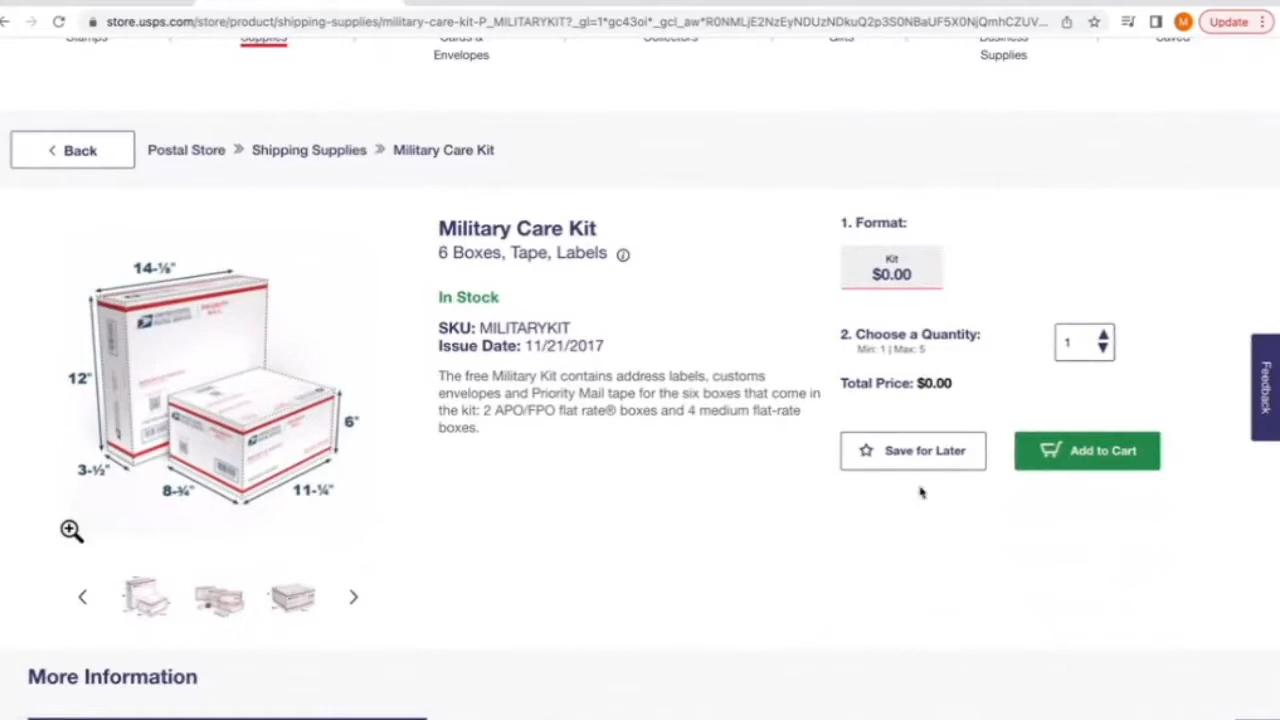 store.usps.com/store/product/shipping-supplies/military-care-kit-P_MILITARYKIT?_gl=1*gc43oi*_gcl_aw*R0NMLjE2NzEyNDUzNDkuQ2p3S0NBaUF5X0NjQmhCZUV...
Update
Stamps
Supplies
Cards &
Envelopes
Collectors
Gifts
Business
Supplies
Back
Postal Store » Shipping Supplies » Military Care Kit
Military Care Kit
6 Boxes, Tape, Labels
In Stock
SKU: MILITARYKIT
Issue Date: 11/21/2017
The free Military Kit contains address labels, customs
envelopes and Priority Mail tape for the six boxes that come in
the kit: 2 APO/FPO flat rate® boxes and 4 medium flat-rate
boxes.
14-⅛"
12"
3-½"
6"
8-¾"
11-¼"
1. Format:
Kit
$0.00
2. Choose a Quantity:
Min: 1 | Max: 5
1
Total Price: $0.00
Save for Later
Add to Cart
Feedback
More Information